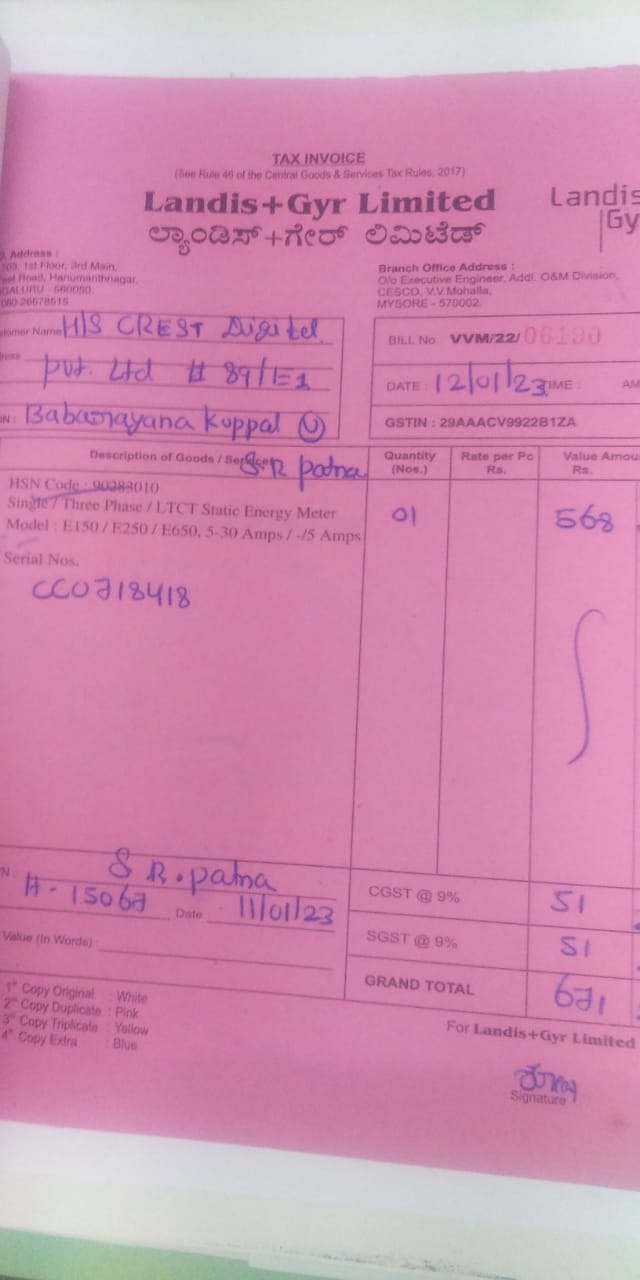 TAX INVOICE
(See Rule 46 of the Central Goods & Services Tax Rules, 2017)
Landis+Gyr Limited
Landis
Gy
ಲ್ಯಾಂಡಿಸ್+ಗೇರ್ ಲಿಮಿಟೆಡ್
Address :
1st Floor, 3rd Main,
Road, Hanumanthnagar,
- 560050.
080-26678515
Branch Office Address :
O/o Executive Engineer, Addl. O&M Division,
CESCO, V.V.Mohalla,
MYSORE - 570002.
Name H/S CREST Digitel
Pvt. Ltd # 89/E1
Babanayana Koppal
BILL No. VVM/22/06190
DATE : 12/01/23 TIME : AM
GSTIN : 29AAACV9922B1ZA
Description of Goods / Services
S.R patna
Quantity (Nos.)
Rate per Pc Rs.
Value Rs.
HSN Code : 90283010
Single / Three Phase / LTCT Static Energy Meter
Model : E150 / E250 / E650, 5-30 Amps / -/5 Amps
01
568
Serial Nos.
CC0718418
S R. patna
H - 15067 Date 11/01/23
Value (In Words) :
CGST @ 9% 51
SGST @ 9% 51
GRAND TOTAL 671
1st Copy Original : White
2nd Copy Duplicate : Pink
3rd Copy Triplicate : Yellow
4th Copy Extra : Blue
For Landis+Gyr Limited
Signature